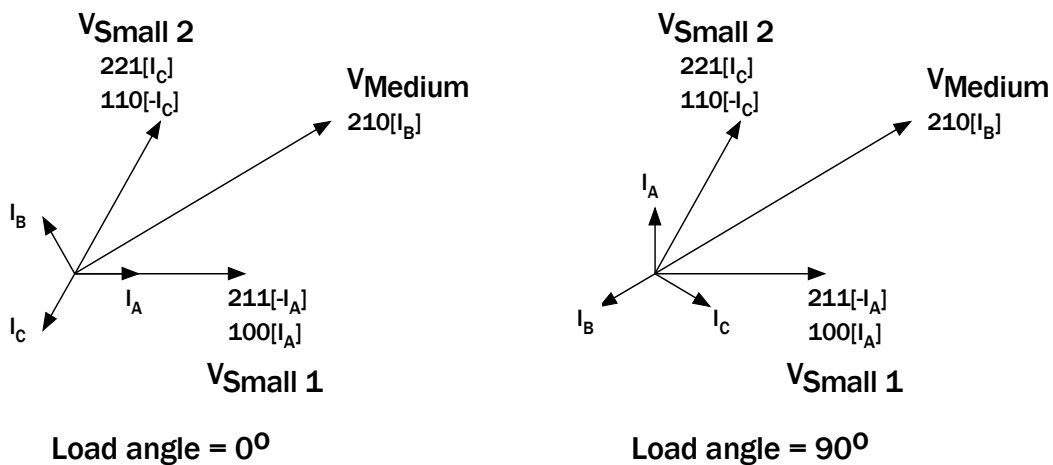 VSmall 2
221[IC]
110[-IC]
VMedium
210[IB]
IB
IA
IC
211[-IA]
100[IA]
VSmall 1
Load angle = 0º
VSmall 2
221[IC]
110[-IC]
VMedium
210[IB]
IA
IB
IC
211[-IA]
100[IA]
VSmall 1
Load angle = 90º